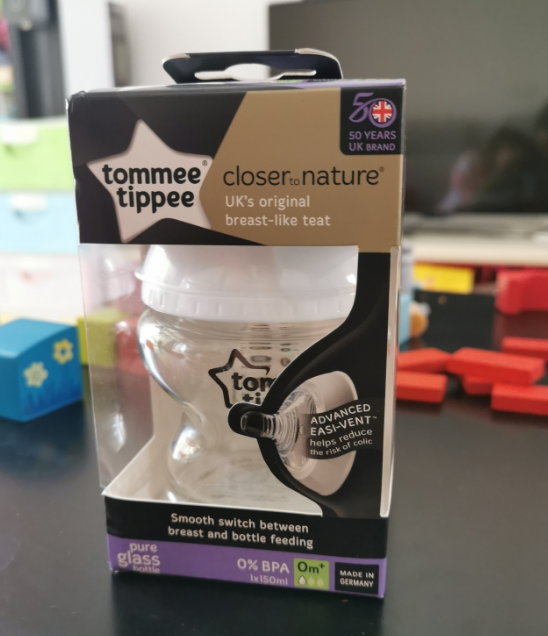 50
50 YEARS
UK BRAND
tommee®
tippee
closer to nature®
UK's original
breast-like teat
tom
ti
ADVANCED
EASI-VENT™
helps reduce
the risk of colic
Smooth switch between
breast and bottle feeding
pure
glass
bottle
0% BPA
1x150ml
0m+
MADE IN
GERMANY